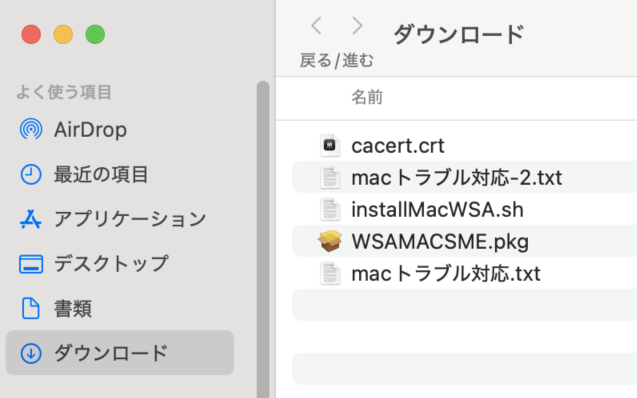 よく使う項目
AirDrop
最近の項目
アプリケーション
デスクトップ
書類
ダウンロード
ダウンロード
戻る/進む
名前
cacert.crt
macトラブル対応-2.txt
installMacWSA.sh
WSAMACSME.pkg
macトラブル対応.txt